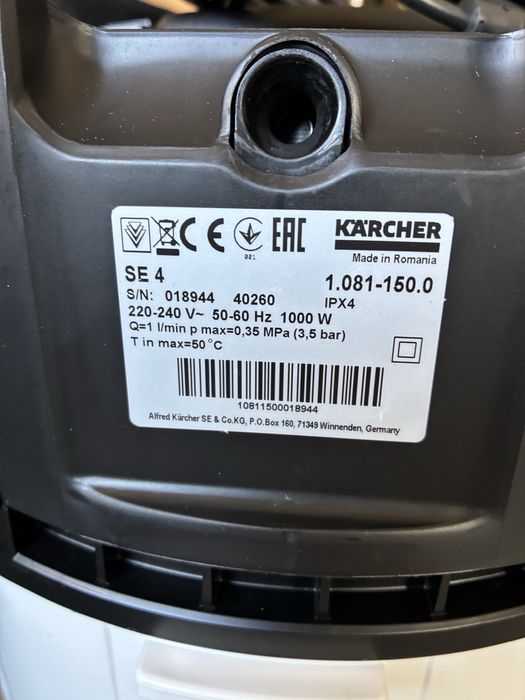 021
EAC
KÄRCHER
Made in Romania
SE 4
1.081-150.0
S/N: 018944 40260
IPX4
220-240 V~ 50-60 Hz 1000 W
Q=1 l/min p max=0,35 MPa (3,5 bar)
T in max=50°C
10811500018944
Alfred Kärcher SE & Co.KG, P.O.Box 160, 71349 Winnenden, Germany